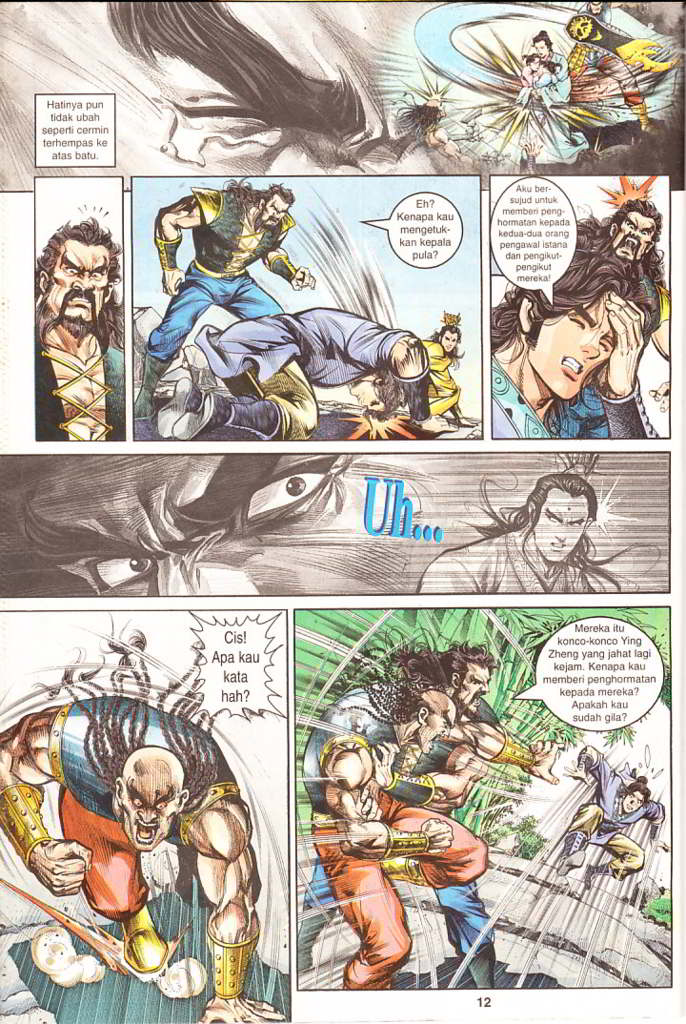 Hatinya pun
tidak ubah
seperti cermin
terhempas ke
atas batu.
Eh?
Kenapa kau
mengetuk-
kan kepala
pula?
Aku ber-
sujud untuk
memberi peng-
hormatan kepada
kedua-dua orang
pengawal istana
dan pengikut-
pengikut
mereka!
Uh...
Cis!
Apa kau
kata
hah?
Mereka itu
konco-konco Ying
Zheng yang jahat lagi
kejam. Kenapa kau
memberi penghormatan
kepada mereka?
Apakah kau
sudah gila?
12